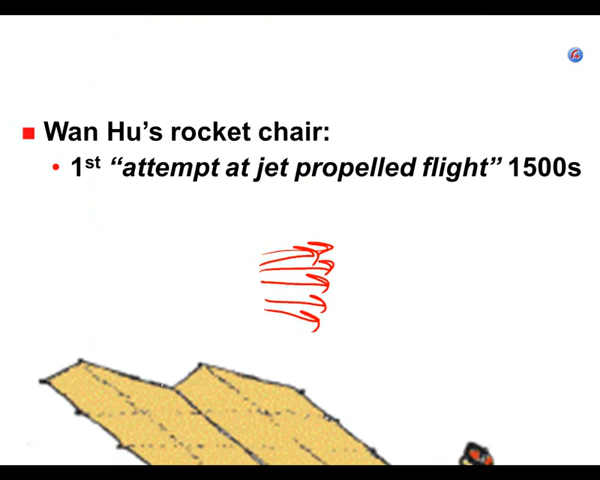 Wan Hu’s rocket chair:
1st “attempt at jet propelled flight” 1500s